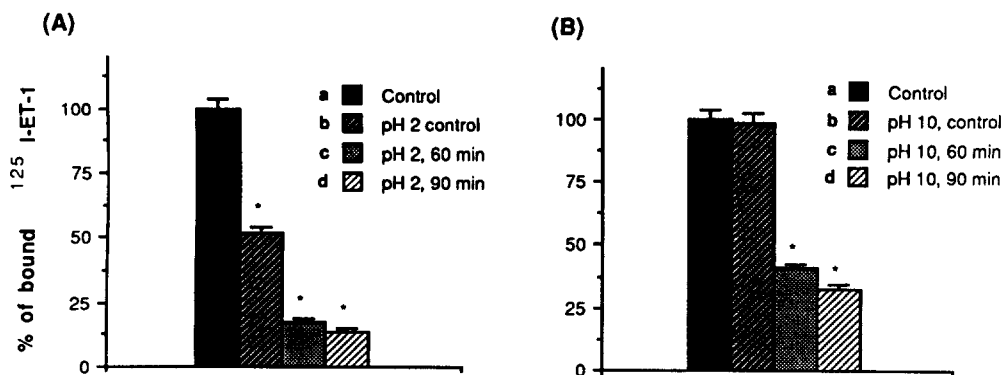 (A)
% of bound 125 I-ET-1
100
75
50
25
0
a Control
b pH 2 control
c pH 2, 60 min
d pH 2, 90 min
*
*
*
(B)
100
75
50
25
0
a Control
b pH 10, control
c pH 10, 60 min
d pH 10, 90 min
*
*